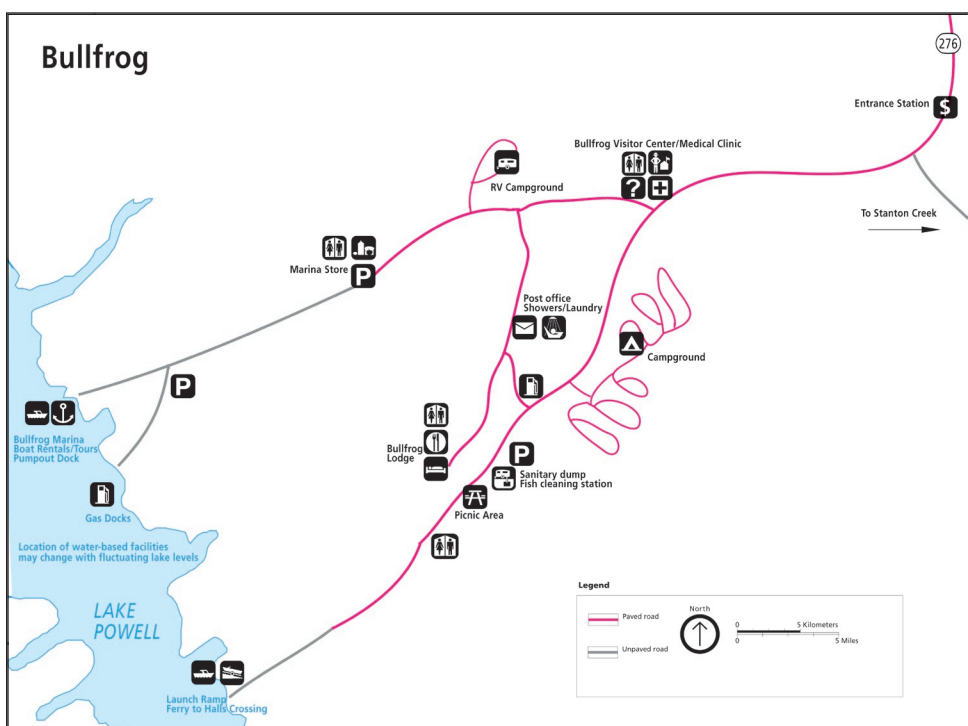 Bullfrog
276
Entrance Station
$
Bullfrog Visitor Center/Medical Clinic
?
RV Campground
To Stanton Creek
Marina Store
P
Post office
Showers/Laundry
Campground
P
Bullfrog Marina
Boat Rentals/Tours
Pumpout Dock
Bullfrog
Lodge
P
Sanitary dump
Fish cleaning station
Gas Docks
Picnic Area
Location of water-based facilities
may change with fluctuating lake levels
LAKE
POWELL
Launch Ramp
Ferry to Halls Crossing
Legend
Paved road
Unpaved road
North
0 5 Kilometers
0 5 Miles